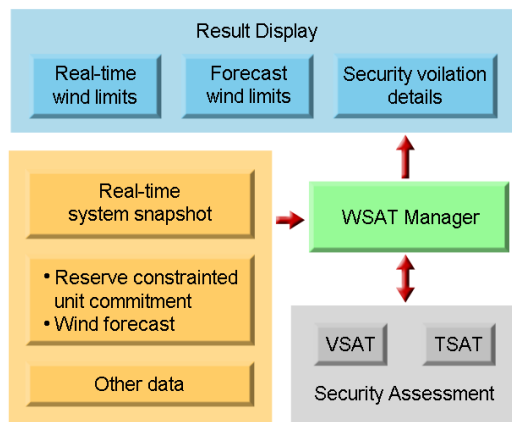 Result Display
Real-time
wind limits
Forecast
wind limits
Security voilation
details
Real-time
system snapshot
WSAT Manager
• Reserve constrainted
unit commitment
• Wind forecast
Other data
VSAT
TSAT
Security Assessment